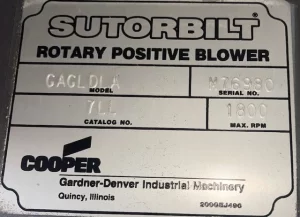 SUTORBILT
ROTARY POSITIVE BLOWER
GAGLDLA
MODEL
SERIAL NO.
7LL
CATALOG NO.
1800
MAX. RPM
COOPER
Gardner-Denver Industrial Machinery
Quincy, Illinois